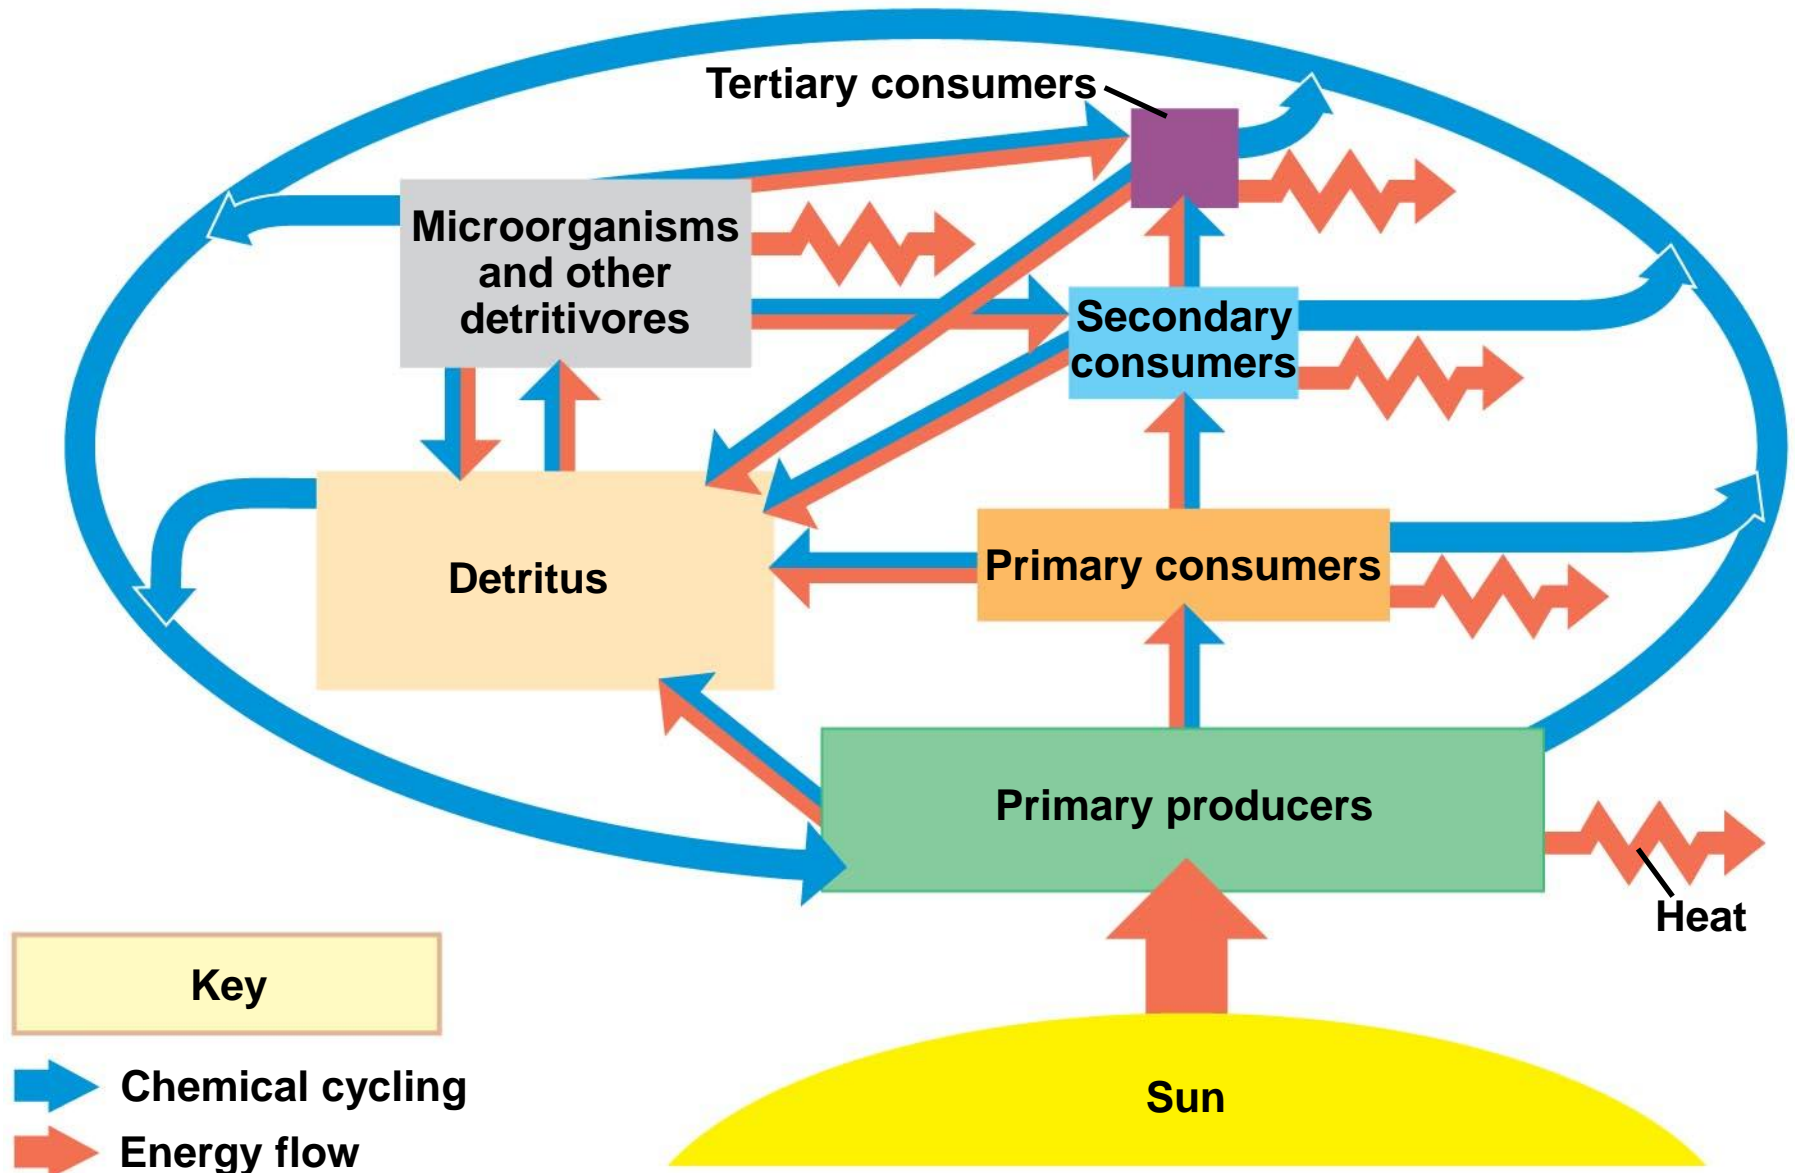 Tertiary consumers
Microorganisms
and other
detritivores
Secondary
consumers
Detritus
Primary consumers
Primary producers
Heat
Key
Sun
Chemical cycling
Energy flow